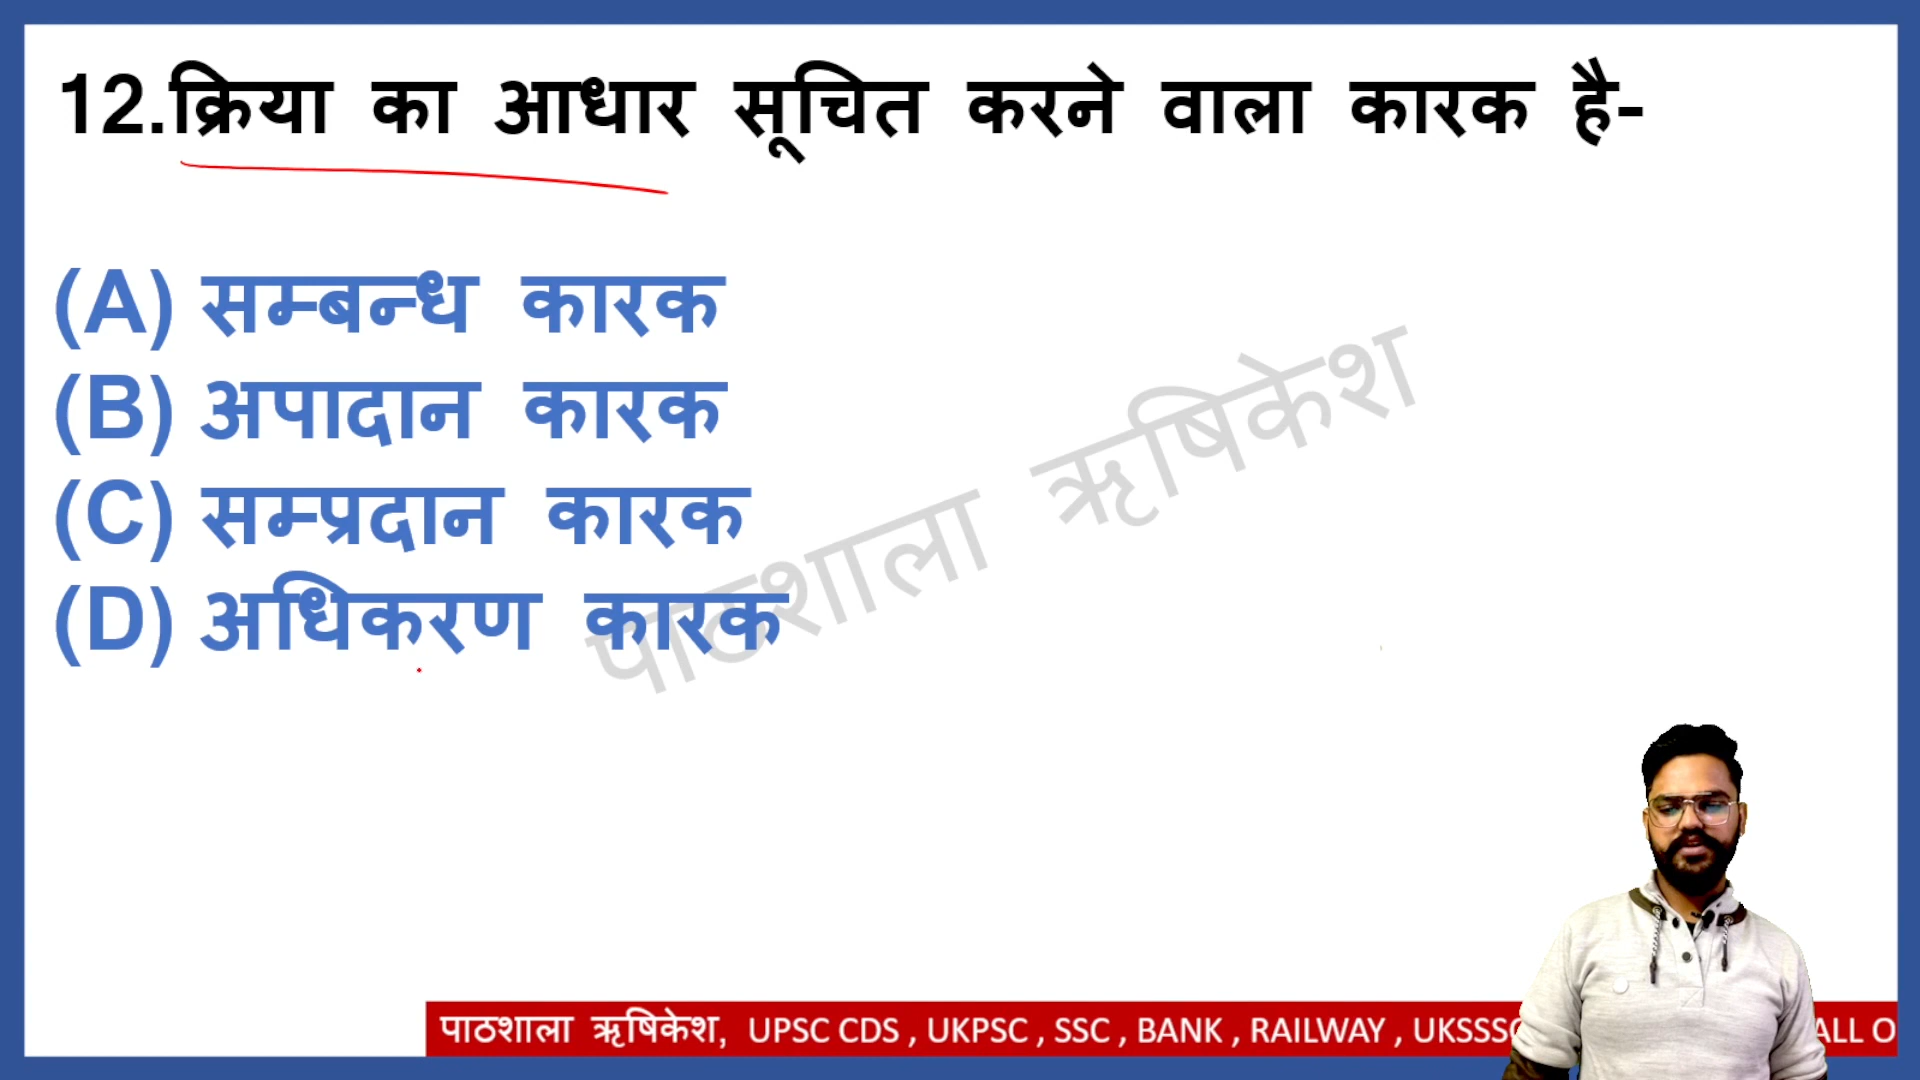 12.क्रिया का आधार सूचित करने वाला कारक है-
(A) सम्बन्ध कारक
(B) अपादान कारक
(C) सम्प्रदान कारक
(D) अधिकरण कारक
पाठशाला ऋषिकेश
पाठशाला ऋषिकेश, UPSC CDS , UKPSC , SSC , BANK , RAILWAY , UKSSS ALL O